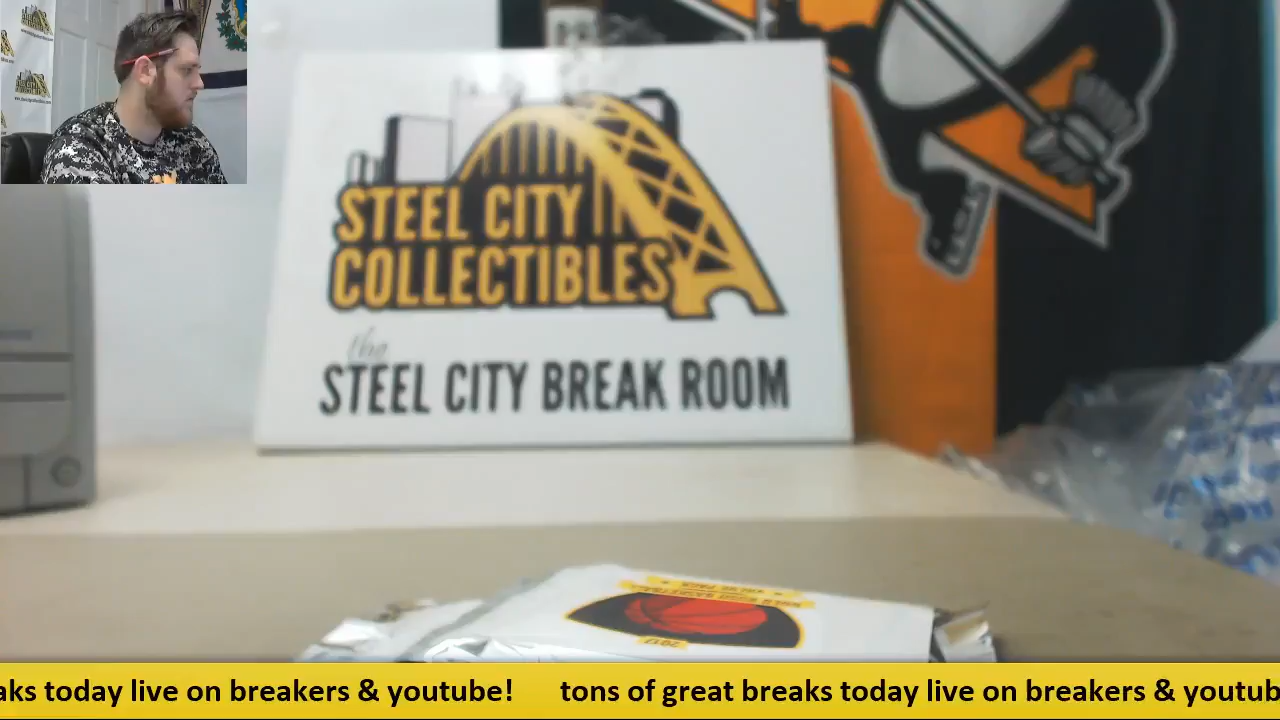 STEEL CITY
COLLECTIBLES
the
STEEL CITY BREAK ROOM
2017
aks today live on breakers & youtube!
tons of great breaks today live on breakers & youtub